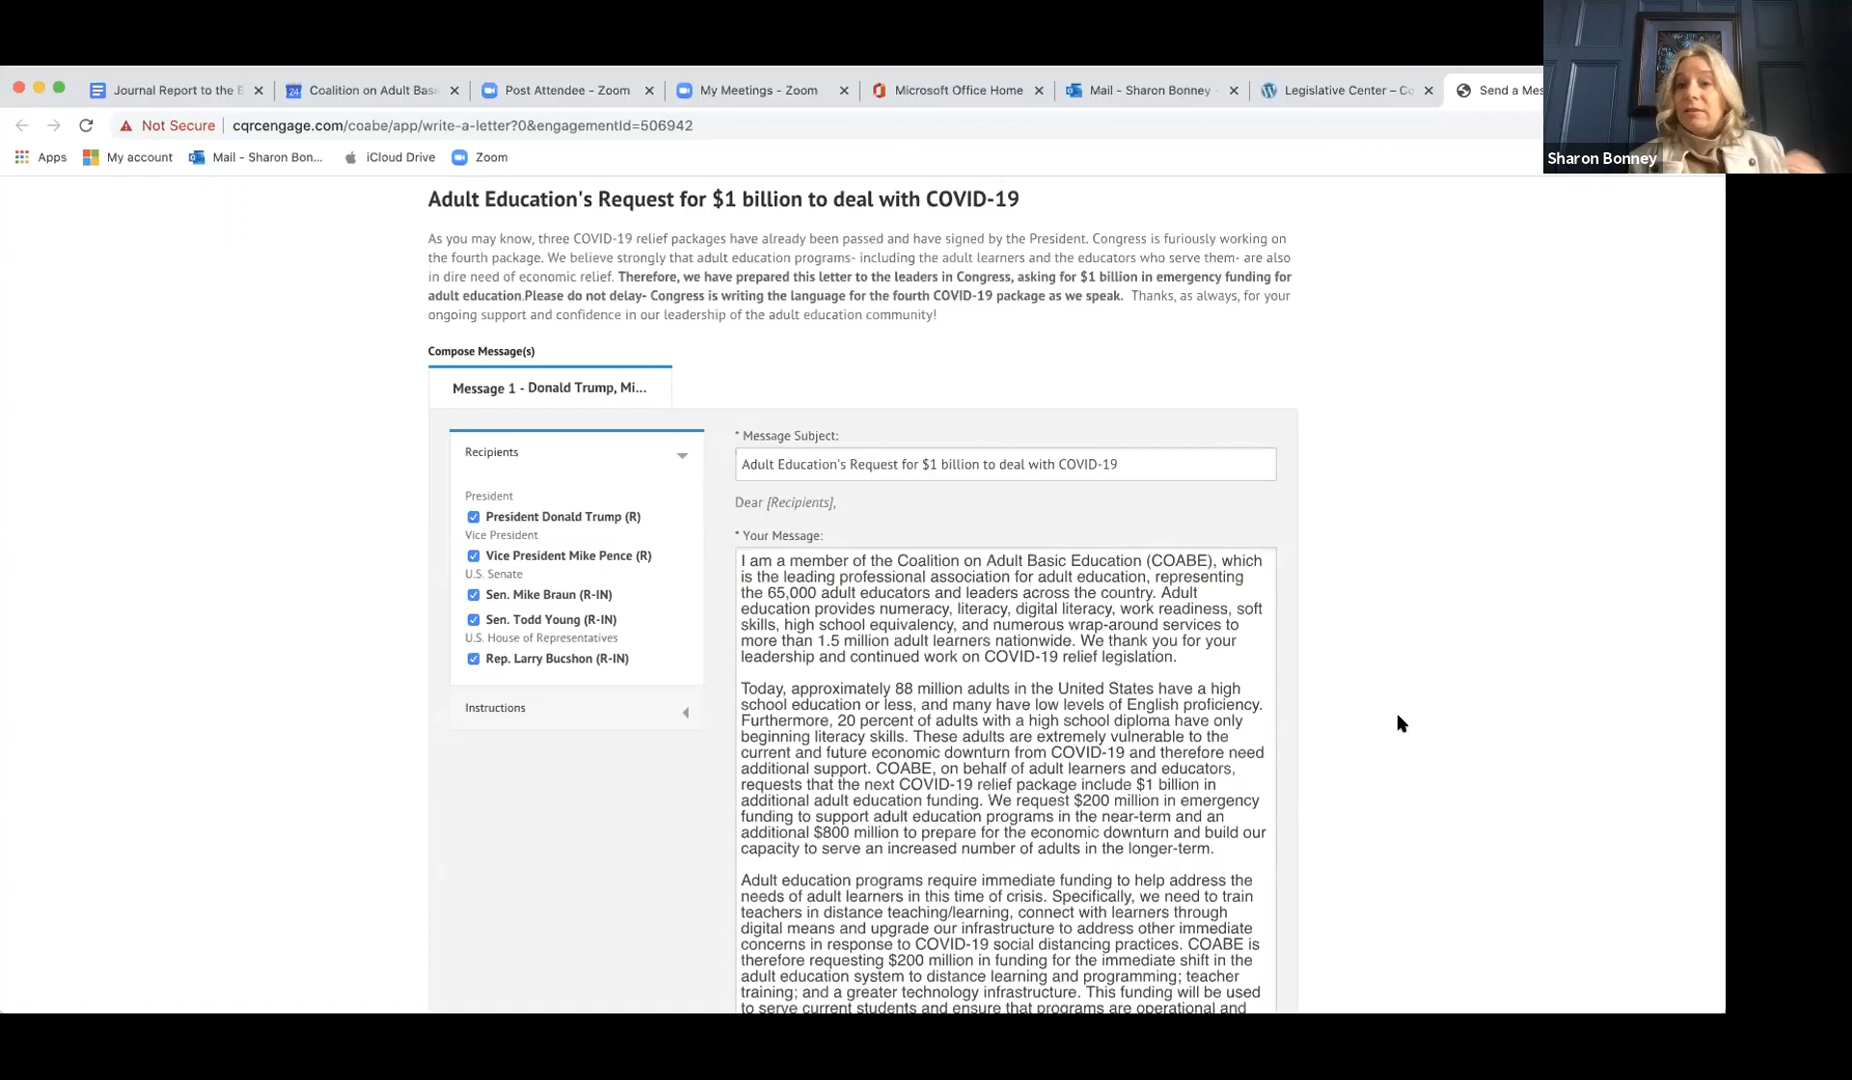 Journal Report to the E
Coalition on Adult Basi
Post Attendee - Zoom
My Meetings - Zoom
Microsoft Office Home
Mail - Sharon Bonney -
Legislative Center – Co
Send a Mes
Not Secure
cqrcengage.com/coabe/app/write-a-letter?0&engagementId=506942
Apps
My account
Mail - Sharon Bon...
iCloud Drive
Zoom
Sharon Bonney
Adult Education's Request for $1 billion to deal with COVID-19
As you may know, three COVID-19 relief packages have already been passed and have signed by the President. Congress is furiously working on
the fourth package. We believe strongly that adult education programs- including the adult learners and the educators who serve them- are also
in dire need of economic relief. Therefore, we have prepared this letter to the leaders in Congress, asking for $1 billion in emergency funding for
adult education.Please do not delay- Congress is writing the language for the fourth COVID-19 package as we speak. Thanks, as always, for your
ongoing support and confidence in our leadership of the adult education community!
Compose Message(s)
Message 1 - Donald Trump, Mi...
Recipients
President
President Donald Trump (R)
Vice President
Vice President Mike Pence (R)
U.S. Senate
Sen. Mike Braun (R-IN)
Sen. Todd Young (R-IN)
U.S. House of Representatives
Rep. Larry Bucshon (R-IN)
Instructions
* Message Subject:
Adult Education's Request for $1 billion to deal with COVID-19
Dear [Recipients],
* Your Message:
I am a member of the Coalition on Adult Basic Education (COABE), which
is the leading professional association for adult education, representing
the 65,000 adult educators and leaders across the country. Adult
education provides numeracy, literacy, digital literacy, work readiness, soft
skills, high school equivalency, and numerous wrap-around services to
more than 1.5 million adult learners nationwide. We thank you for your
leadership and continued work on COVID-19 relief legislation.
Today, approximately 88 million adults in the United States have a high
school education or less, and many have low levels of English proficiency.
Furthermore, 20 percent of adults with a high school diploma have only
beginning literacy skills. These adults are extremely vulnerable to the
current and future economic downturn from COVID-19 and therefore need
additional support. COABE, on behalf of adult learners and educators,
requests that the next COVID-19 relief package include $1 billion in
additional adult education funding. We request $200 million in emergency
funding to support adult education programs in the near-term and an
additional $800 million to prepare for the economic downturn and build our
capacity to serve an increased number of adults in the longer-term.
Adult education programs require immediate funding to help address the
needs of adult learners in this time of crisis. Specifically, we need to train
teachers in distance teaching/learning, connect with learners through
digital means and upgrade our infrastructure to address other immediate
concerns in response to COVID-19 social distancing practices. COABE is
therefore requesting $200 million in funding for the immediate shift in the
adult education system to distance learning and programming; teacher
training; and a greater technology infrastructure. This funding will be used
to serve current students and ensure that programs are operational and